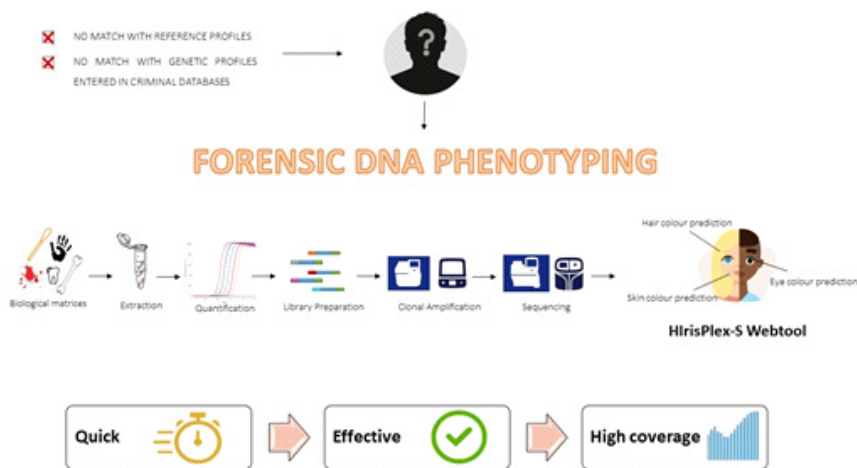 NO MATCH WITH REFERENCE PROFILES
NO MATCH WITH GENETIC PROFILES
ENTERED IN CRIMINAL DATABASES
?
FORENSIC DNA PHENOTYPING
Biological matrices
Extraction
Quantification
Library Preparation
Clonal Amplification
Sequencing
Hair colour prediction
Eye colour prediction
Skin colour prediction
HIrisPlex-S Webtool
Quick
Effective
High coverage